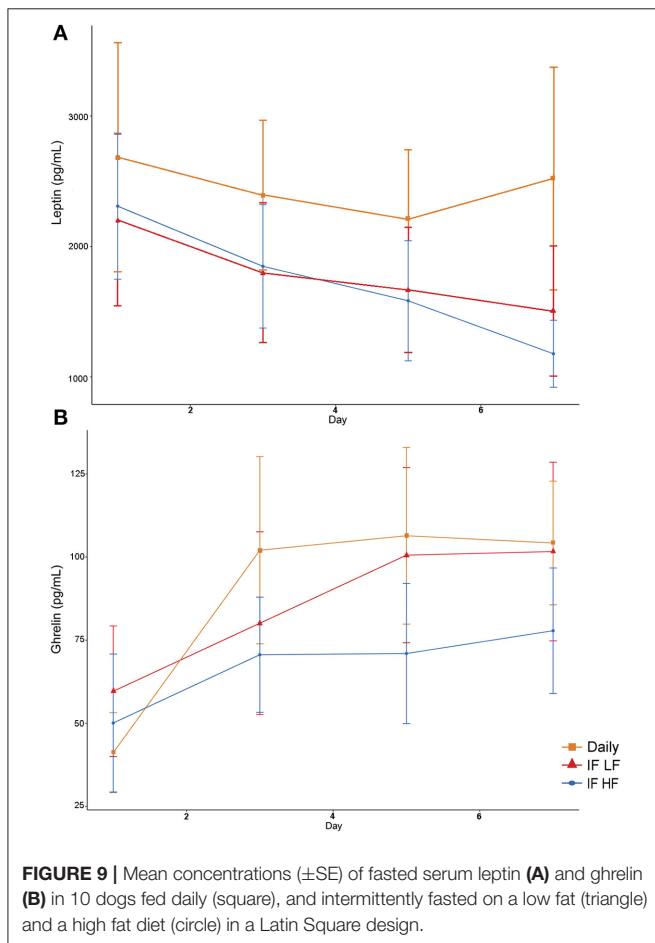 A
3000
Leptin (pg/mL)
2000
1000
2 4 6
Day
B
125
100
Ghrelin (pg/mL)
75
50
25
2 4 6
Day
Daily
IF LF
IF HF
FIGURE 9 | Mean concentrations (±SE) of fasted serum leptin (A) and ghrelin
(B) in 10 dogs fed daily (square), and intermittently fasted on a low fat (triangle)
and a high fat diet (circle) in a Latin Square design.